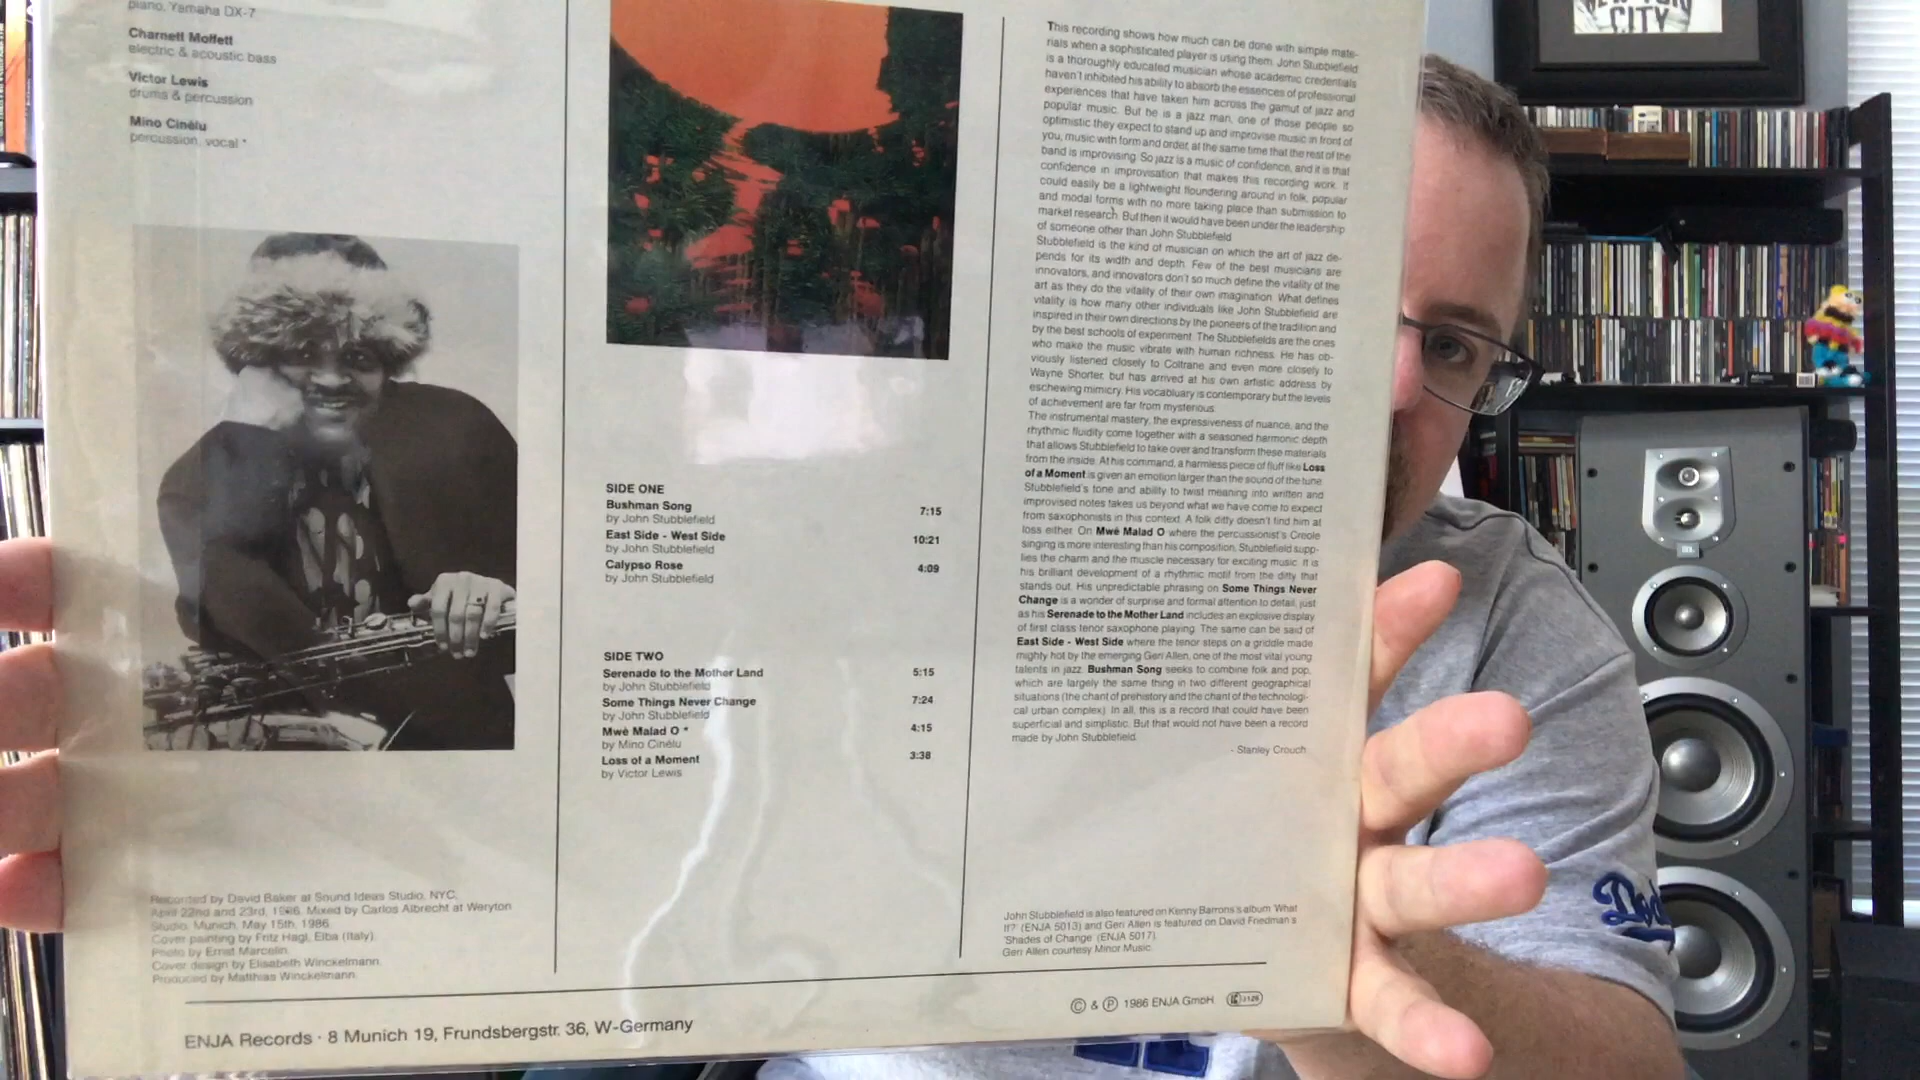 piano, Yamaha DX-7
Charnett Moffett
electric & acoustic bass
Victor Lewis
drums & percussion
Mino Cinélu
percussion, vocal *
Recorded by David Baker at Sound Ideas Studio, NYC,
April 22nd and 23rd, 1986. Mixed by Carlos Albrecht at Weryton
Studio, Munich, May 15th, 1986.
Cover painting by Fritz Hagl, Elba (Italy).
Photo by Ernst Marcelin.
Cover design by Elisabeth Winckelmann.
Produced by Matthias Winckelmann.
SIDE ONE
Bushman Song 7:15
by John Stubblefield
East Side - West Side 10:21
by John Stubblefield
Calypso Rose 4:09
by John Stubblefield
SIDE TWO
Serenade to the Mother Land 5:15
by John Stubblefield
Some Things Never Change 7:24
by John Stubblefield
Mwè Malad O * 4:15
by Mino Cinélu
Loss of a Moment 3:38
by Victor Lewis
This recording shows how much can be done with simple mate-
rials when a sophisticated player is using them. John Stubblefield
is a thoroughly educated musician whose academic credentials
haven't inhibited his ability to absorb the essences of professional
experiences that have taken him across the gamut of jazz and
popular music. But he is a jazz man, one of those people so
optimistic they expect to stand up and improvise music in front of
you, music with form and order, at the same time that the rest of the
band is improvising. So jazz is a music of confidence, and it is that
confidence in improvisation that makes this recording work. It
could easily be a lightweight floundering around in folk, popular
and modal forms with no more taking place than submission to
market research. But then it would have been under the leadership
of someone other than John Stubblefield.
Stubblefield is the kind of musician on which the art of jazz de-
pends for its width and depth. Few of the best musicians are
innovators, and innovators don't so much define the vitality of the
art as they do the vitality of their own imagination. What defines
vitality is how many other individuals like John Stubblefield are
inspired in their own directions by the pioneers of the tradition and
by the best schools of experiment. The Stubblefields are the ones
who make the music vibrate with human richness. He has ob-
viously listened closely to Coltrane and even more closely to
Wayne Shorter, but has arrived at his own artistic address by
eschewing mimicry. His vocabluary is contemporary but the levels
of achievement are far from mysterious.
The instrumental mastery, the expressiveness of nuance, and the
rhythmic fluidity come together with a seasoned harmonic depth
that allows Stubblefield to take over and transform these materials
from the inside. At his command, a harmless piece of fluff like Loss
of a Moment is given an emotion larger than the sound of the tune.
Stubblefield's tone and ability to twist meaning into written and
improvised notes takes us beyond what we have come to expect
from saxophonists in this context. A folk ditty doesn't find him at
loss either. On Mwè Malad O where the percussionist's Creole
singing is more interesting than his composition, Stubblefield supp-
lies the charm and the muscle necessary for exciting music. It is
his brilliant development of a rhythmic motif from the ditty that
stands out. His unpredictable phrasing on Some Things Never
Change is a wonder of surprise and formal attention to detail, just
as his Serenade to the Mother Land includes an explosive display
of first class tenor saxophone playing. The same can be said of
East Side - West Side where the tenor steps on a griddle made
mighty hot by the emerging Geri Allen, one of the most vital young
talents in jazz. Bushman Song seeks to combine folk and pop,
which are largely the same thing in two different geographical
situations (the chant of prehistory and the chant of the technologi-
cal urban complex). In all, this is a record that could have been
superficial and simplistic. But that would not have been a record
made by John Stubblefield.
- Stanley Crouch
John Stubblefield is also featured on Kenny Barrons's album 'What
If?' (ENJA 5013) and Geri Allen is featured on David Friedman's
'Shades of Change' (ENJA 5017).
Geri Allen courtesy Minor Music.
© & ℗ 1986 ENJA GmbH
ENJA Records · 8 Munich 19, Frundsbergstr. 36, W-Germany
CITY
JBL